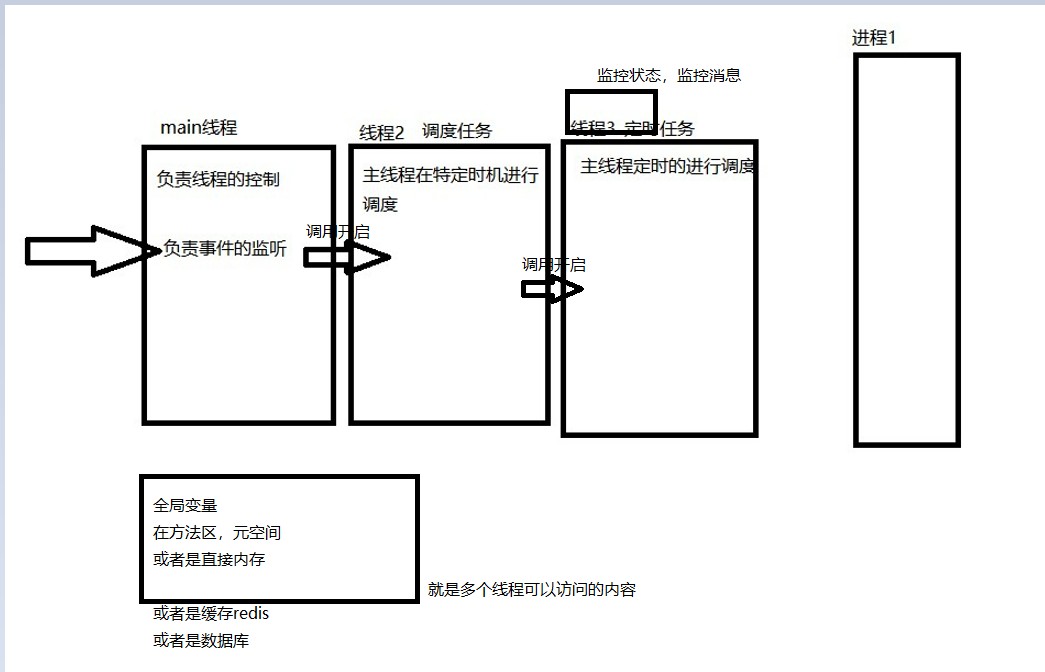 进程1
监控状态，监控消息
main线程
线程2 调度任务
线程3 定时任务
负责线程的控制
主线程在特定时机进行
调度
主线程定时的进行调度
负责事件的监听
调用开启
调用开启
全局变量
在方法区，元空间
或者是直接内存
就是多个线程可以访问的内容
或者是缓存redis
或者是数据库